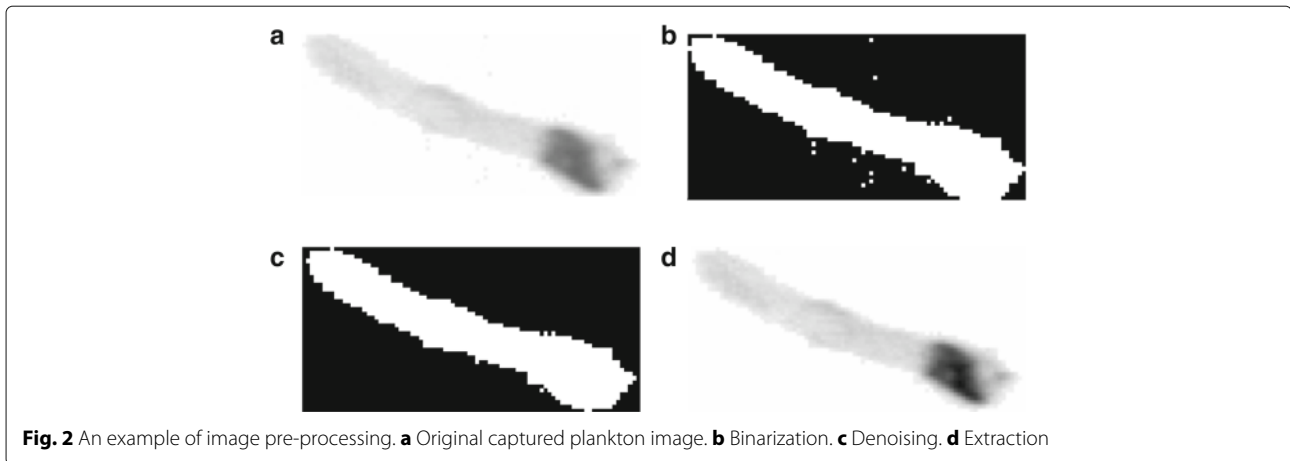 a
b
c
d
Fig. 2 An example of image pre-processing. a Original captured plankton image. b Binarization. c Denoising. d Extraction